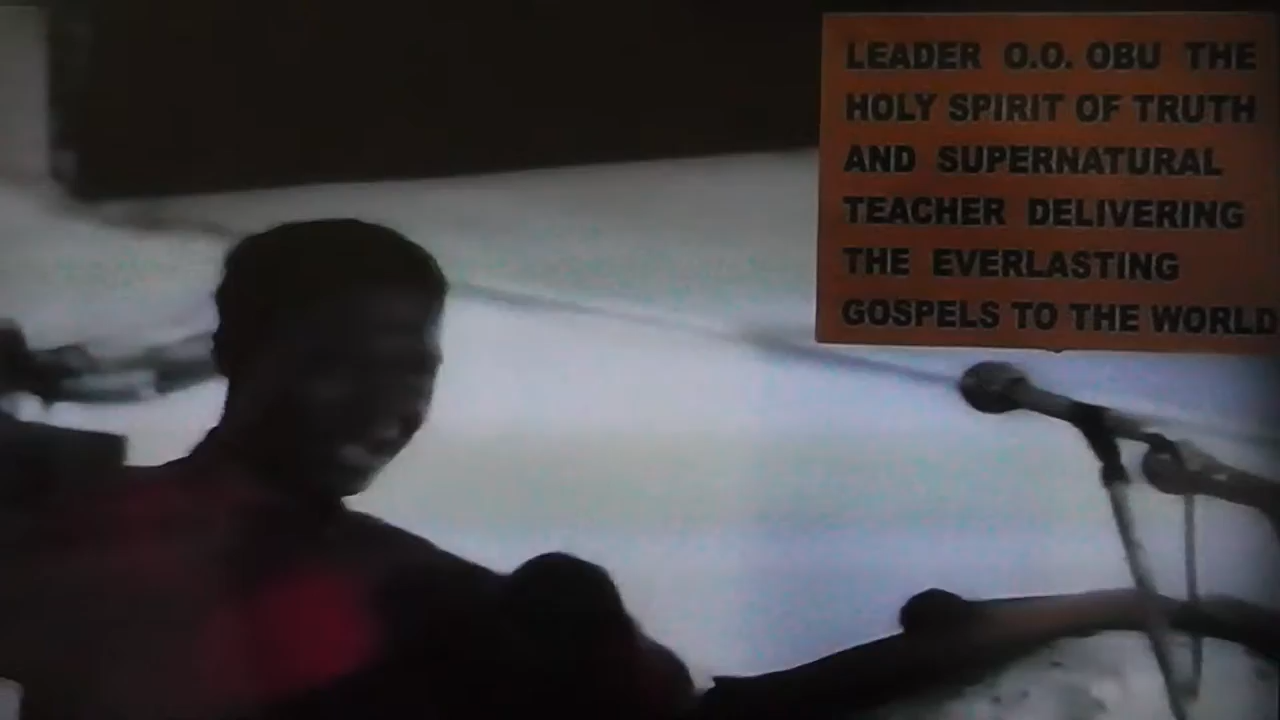 LEADER O.O. OBU THE
HOLY SPIRIT OF TRUTH
AND SUPERNATURAL
TEACHER DELIVERING
THE EVERLASTING
GOSPELS TO THE WORLD